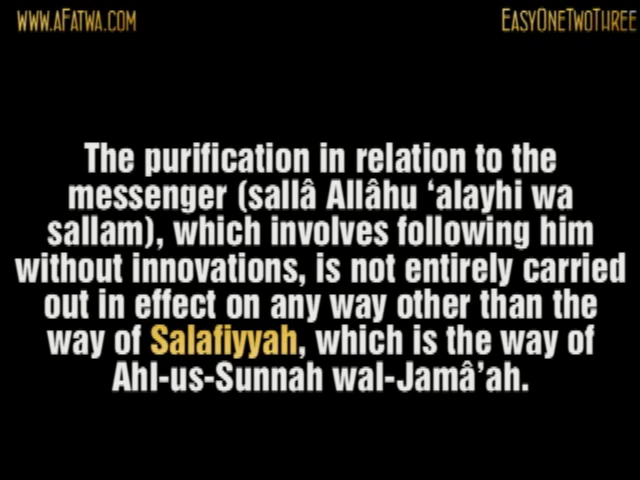 www.aFatwa.com
EasyOneTwoThree
The purification in relation to the
messenger (sallâ Allâhu ‘alayhi wa
sallam), which involves following him
without innovations, is not entirely carried
out in effect on any way other than the
way of Salafiyyah, which is the way of
Ahl-us-Sunnah wal-Jamâ’ah.